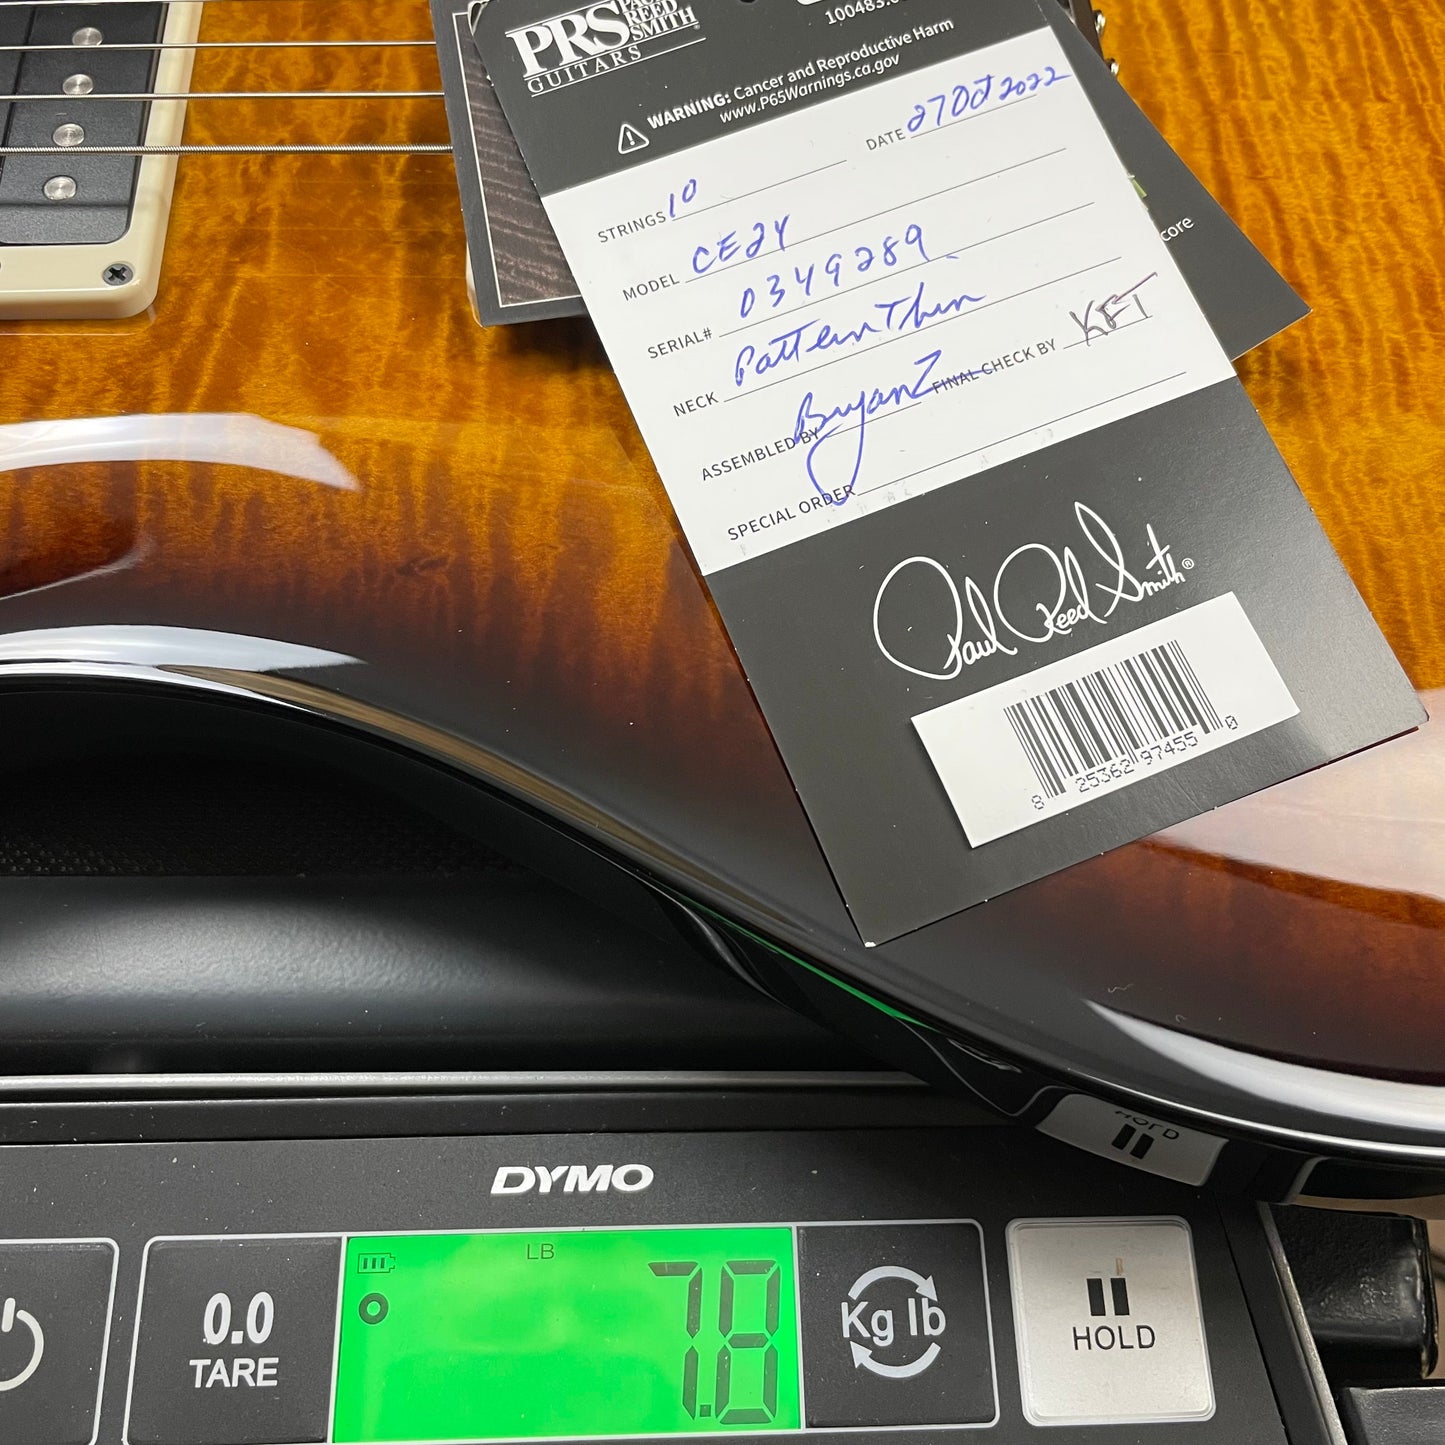 PRS PAUL REED SMITH
GUITARS
WARNING: Cancer and Reproductive Harm
www.P65Warnings.ca.gov
STRINGS 10 DATE 27 Oct 2022
MODEL CE24
SERIAL# 0349289
NECK Pattern Thin
ASSEMBLED BY BryanZ FINAL CHECK BY KFT
SPECIAL ORDER
Paul Reed Smith®
8 25362 97455 0
core
HOLD
DYMO
LB
0.0
TARE
7.8
Kg lb
HOLD